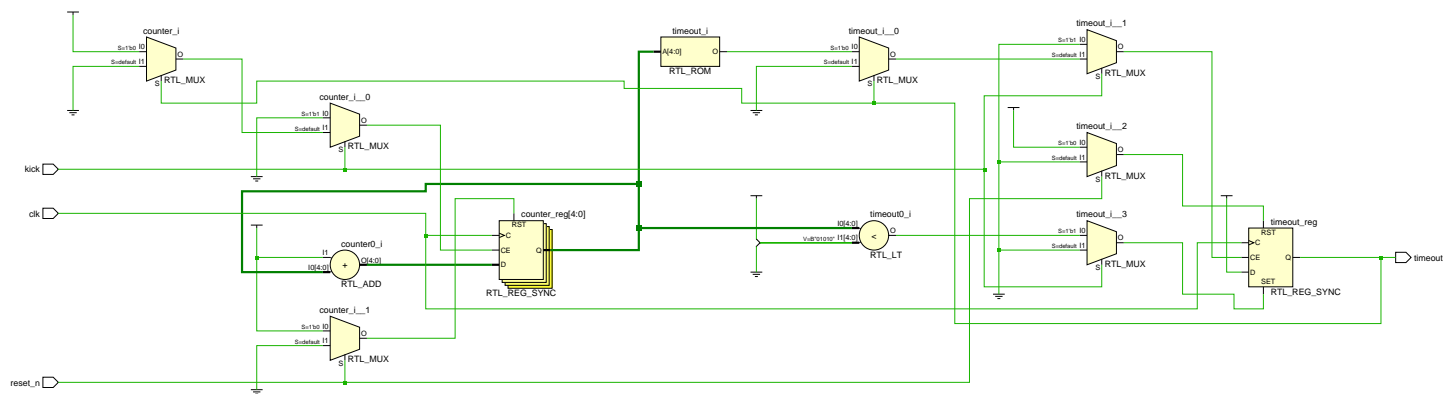 counter_i
S=1'b0 I0
S=default I1
O
S
RTL_MUX
counter_i__0
S=1'b1 I0
S=default I1
O
S
RTL_MUX
timeout_i
A[4:0]
O
RTL_ROM
timeout_i__0
S=1'b0 I0
S=default I1
O
S
RTL_MUX
timeout_i__1
S=1'b1 I0
S=default I1
O
S
RTL_MUX
timeout_i__2
S=1'b0 I0
S=default I1
O
S
RTL_MUX
kick
clk
counter_reg[4:0]
RST
C
CE
D
Q
RTL_REG_SYNC
counter0_i
I1
I0[4:0]
+
O[4:0]
RTL_ADD
timeout0_i
I0[4:0]
V=B"01010" I1[4:0]
<
O
RTL_LT
timeout_i__3
S=1'b0 I0
S=default I1
O
S
RTL_MUX
timeout_reg
RST
C
CE
D
SET
Q
RTL_REG_SYNC
timeout
counter_i__1
S=1'b0 I0
S=default I1
O
S
RTL_MUX
reset_n